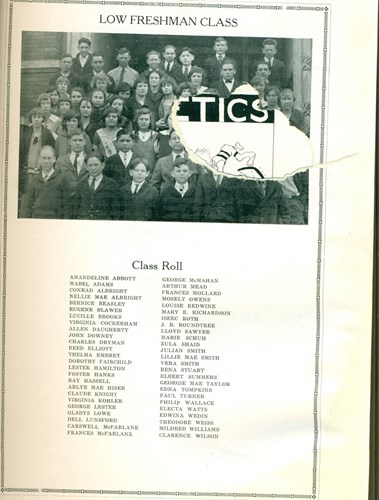 LOW FRESHMAN CLASS
ETICS
Class Roll
AMANDELINE ABBOTT
MABEL ADAMS
CONRAD ALBRIGHT
NELLIE MAE ALBRIGHT
BERNICE BEASLEY
EUGENE BLAWER
LUCILLE BROOKS
VIRGINIA COCKERHAM
ALLEN DAUGHERTY
JOHN DOWNEY
CHARLES DRYMAN
REED ELLIOTT
THELMA EMBREY
DOROTHY FAIRCHILD
LESTER HAMILTON
FOSTER HANKS
RAY HASSELL
ARLYE MAE HISER
CLAUDE KNIGHT
VIRGINIA KOHLER
GEORGE LESTER
GLADYS LOWE
DELL LUNSFORD
CARSWELL McFARLANE
FRANCES McFARLANE
GEORGE McMAHAN
ARTHUR MEAD
FRANCES MOLLARD
MOSELY OWENS
LOUISE REDWINE
MARY E. RICHARDSON
ISEEC ROTH
J. B. ROUNDTREE
LLOYD SAWYER
MARIE SCHUH
ZULA SHAID
JULIAN SMITH
LILLIE MAE SMITH
VERA SMITH
RENA STUART
ELBERT SUMMERS
GEORGIE MAE TAYLOR
EDNA TOMPKINS
PAUL TURNER
PHILIP WALLACE
ELECTA WATTS
EDWINA WEDIN
THEODORE WEISS
MILDRED WILLIAMS
CLARENCE WILSON